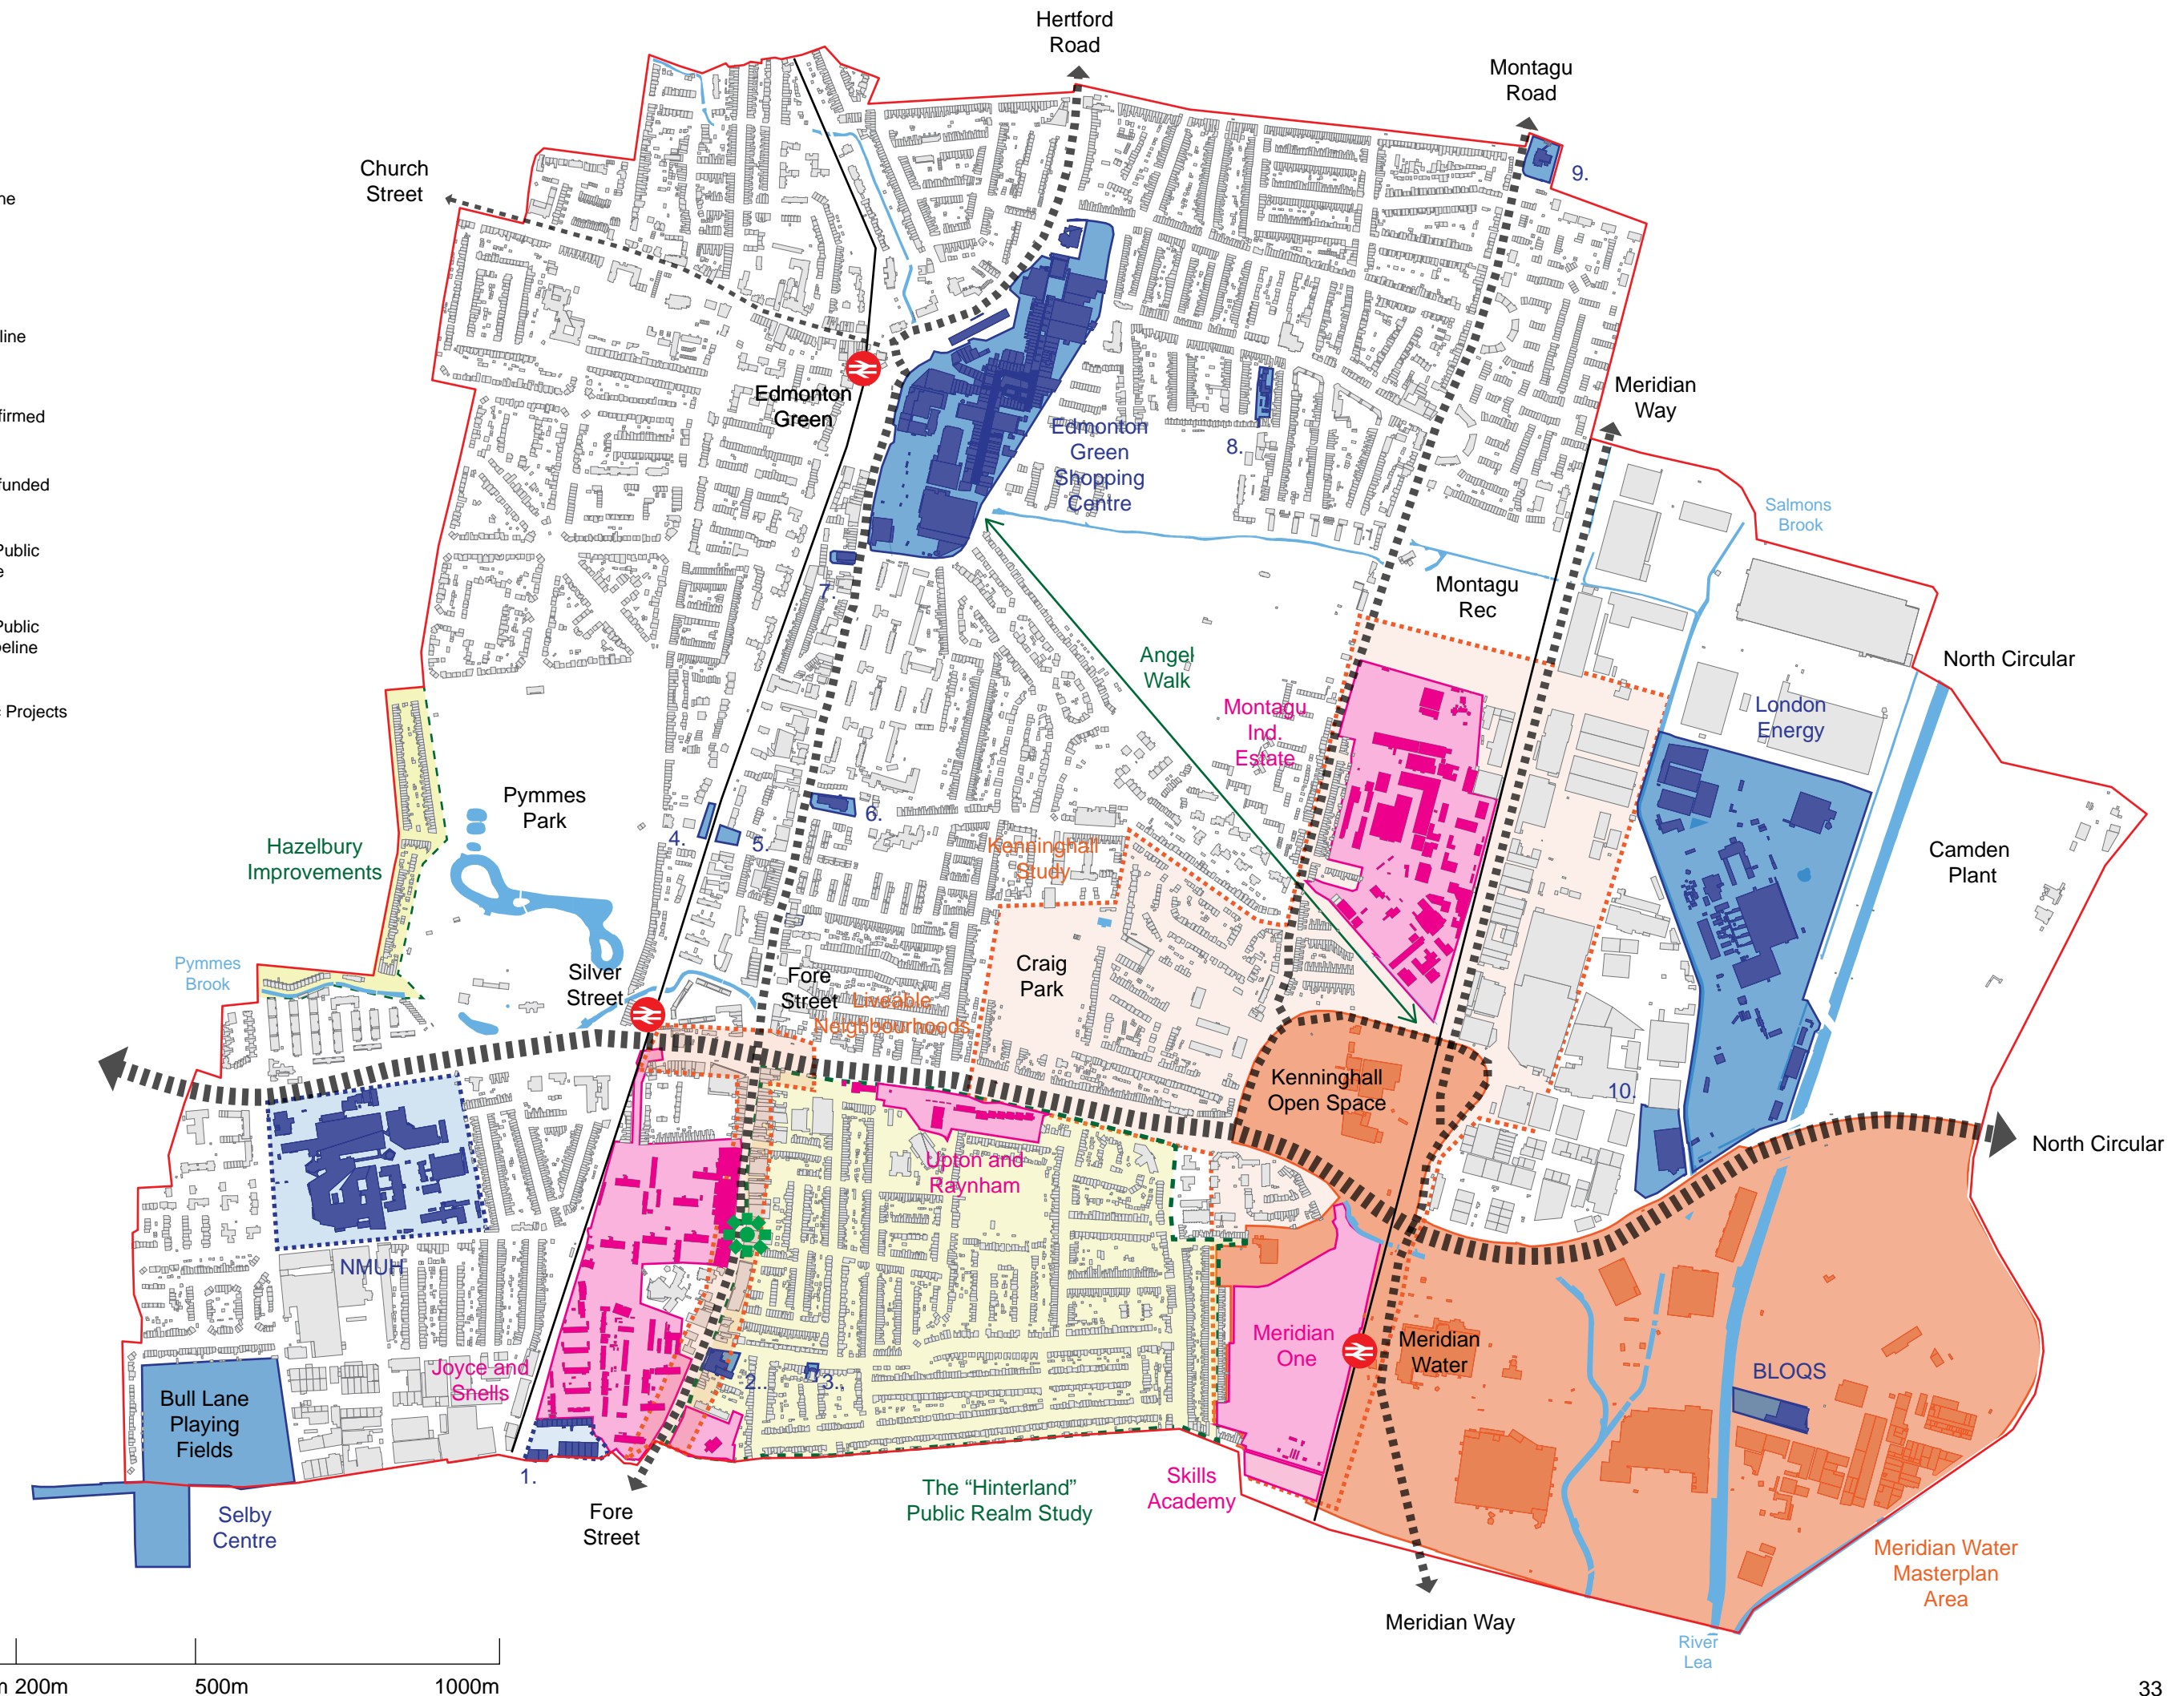 Hertford
Road
Montagu
Road
Church
Street
9.
ne
line
firmed
funded
Public
e
Public
peline
c Projects
Edmonton
Green
Edmonton
Green
Shopping
Centre
8.
Meridian
Way
Salmons
Brook
7.
Montagu
Rec
North Circular
Angel
Walk
Montagu
Ind.
Estate
London
Energy
Pymmes
Park
6.
4.
5.
Hazelbury
Improvements
Kenninghall
Study
Camden
Plant
Pymmes
Brook
Silver
Street
Fore
Street
Liveable
Neighbourhoods
Craig
Park
Kenninghall
Open Space
10.
North Circular
Upton and
Raynham
NMUH
Meridian
One
Meridian
Water
BLOQS
Joyce and
Snells
2.
3.
Bull Lane
Playing
Fields
1.
Selby
Centre
Fore
Street
The “Hinterland”
Public Realm Study
Skills
Academy
Meridian Water
Masterplan
Area
Meridian Way
River
Lea
m 200m
500m
1000m
33